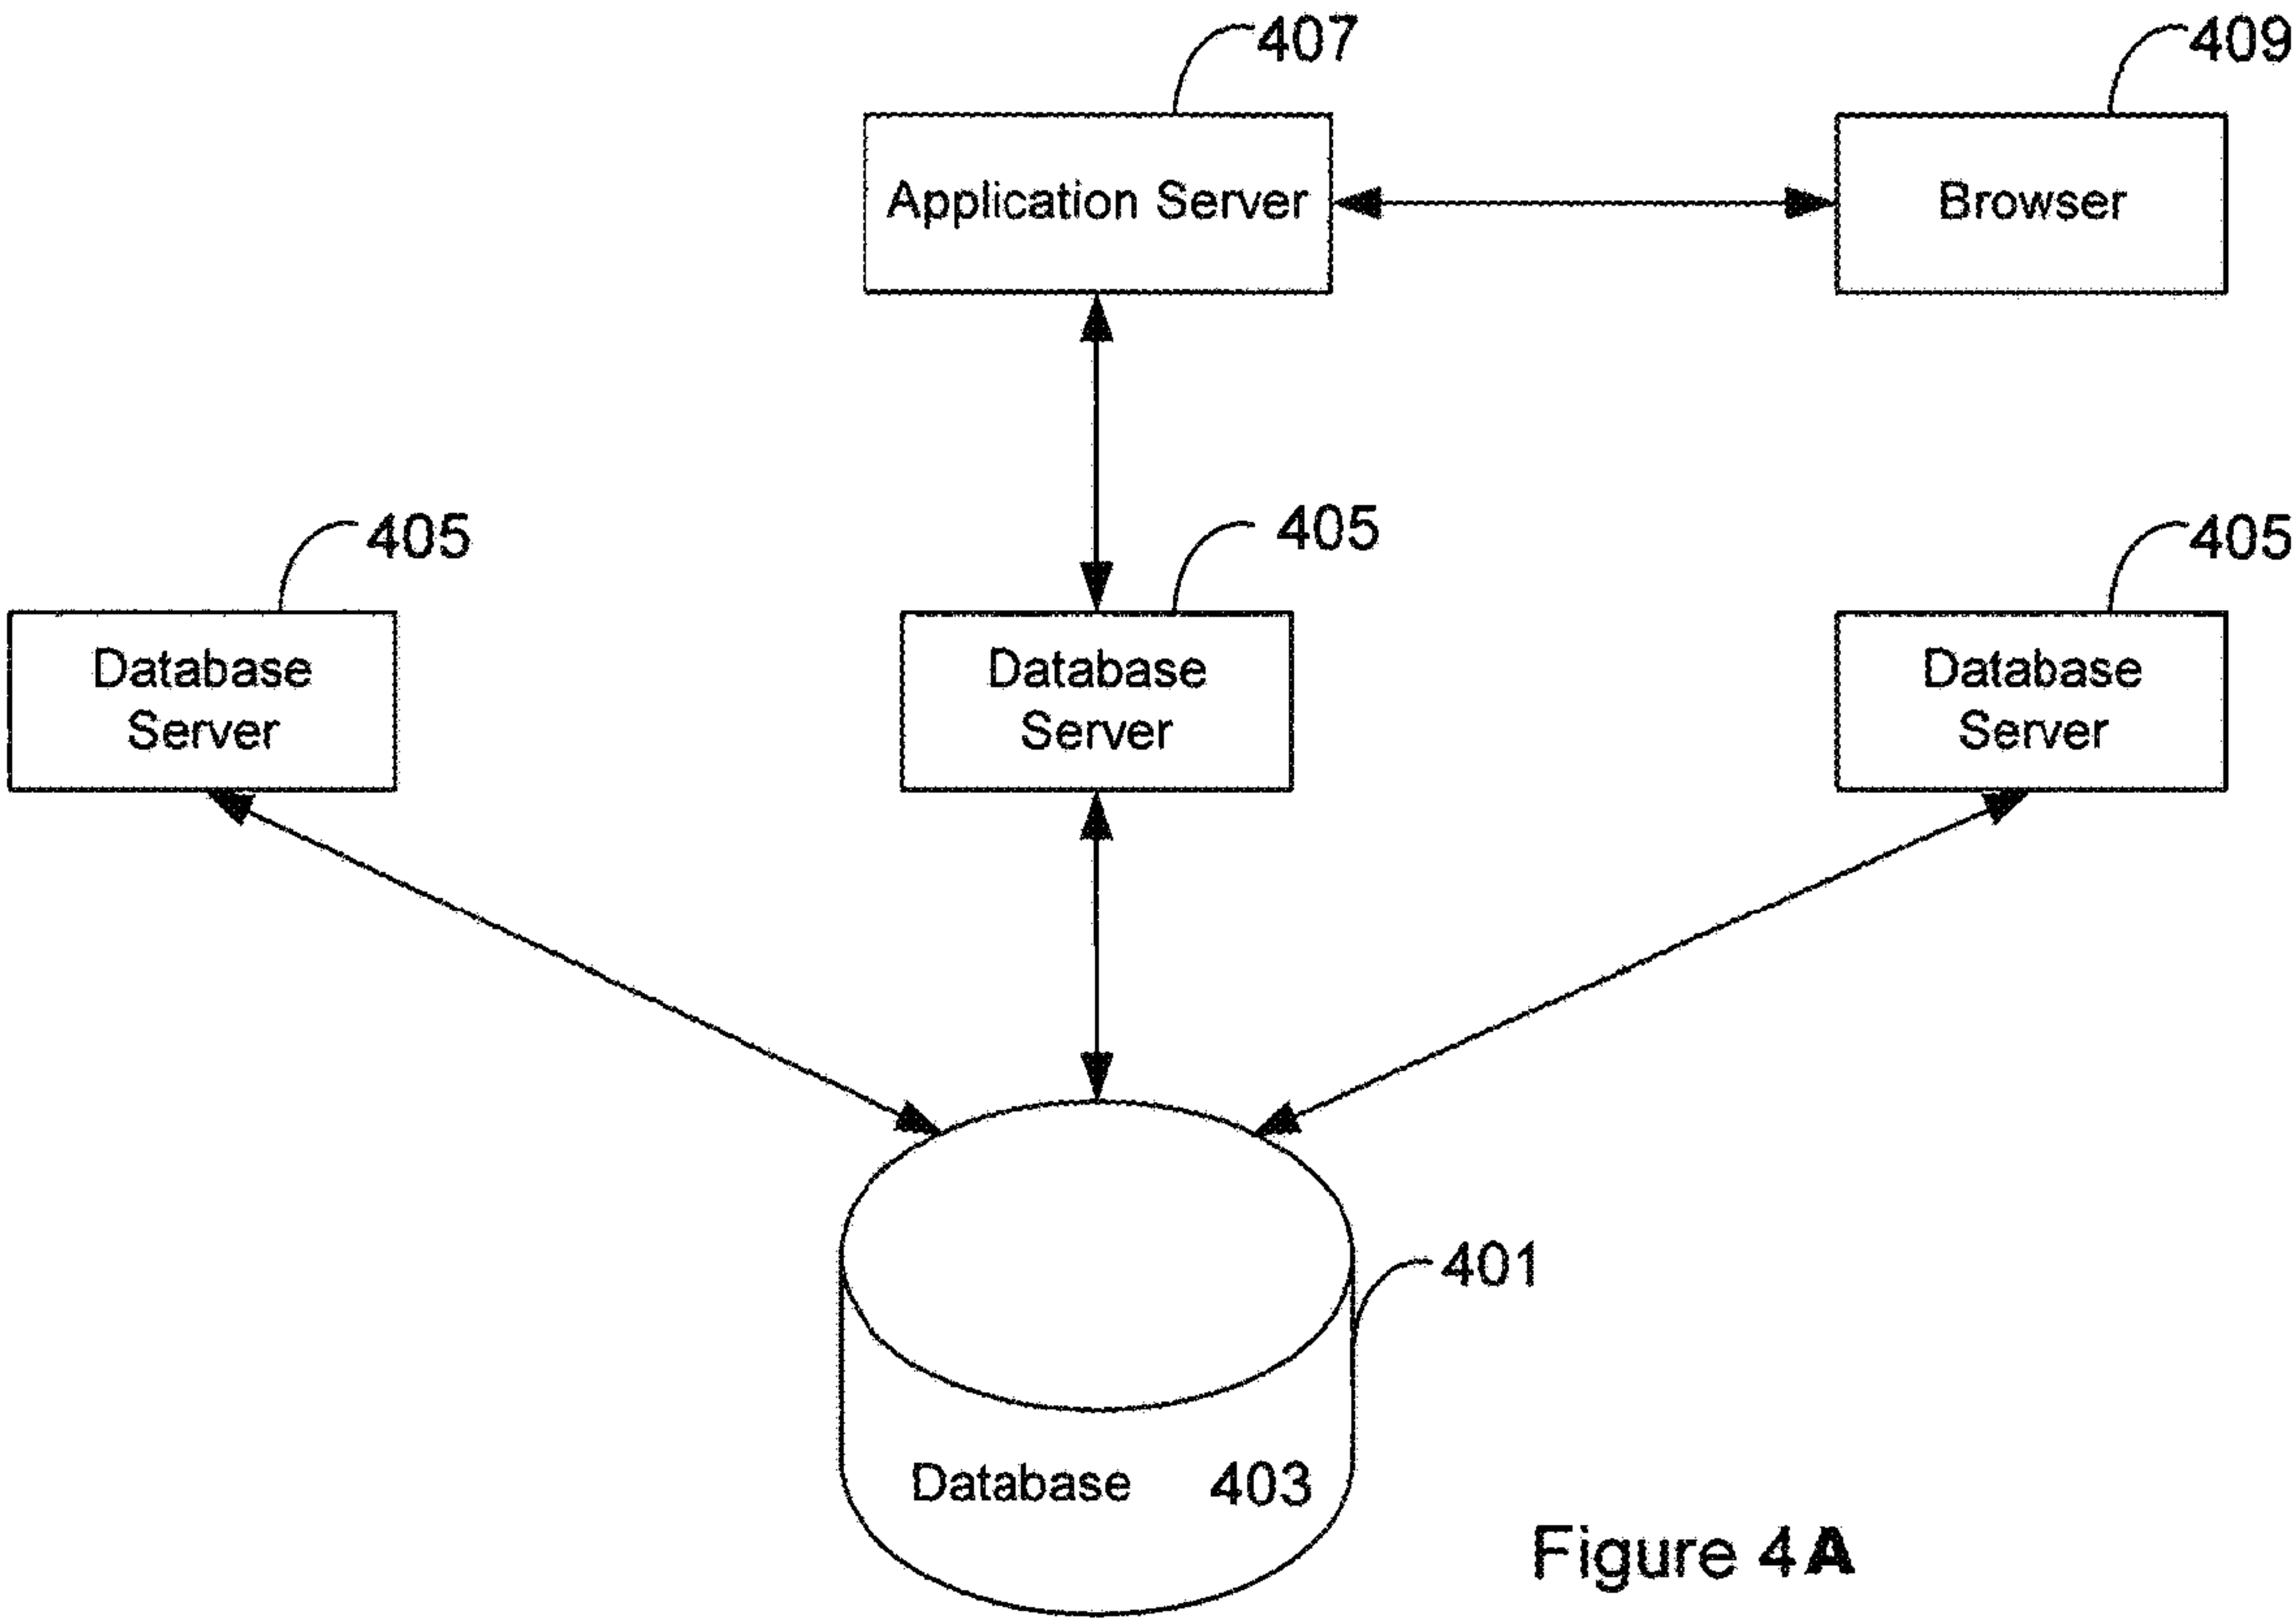 407
409
Application Server
Browser
405
405
405
Database
Server
Database
Server
Database
Server
401
Database 403
Figure 4A